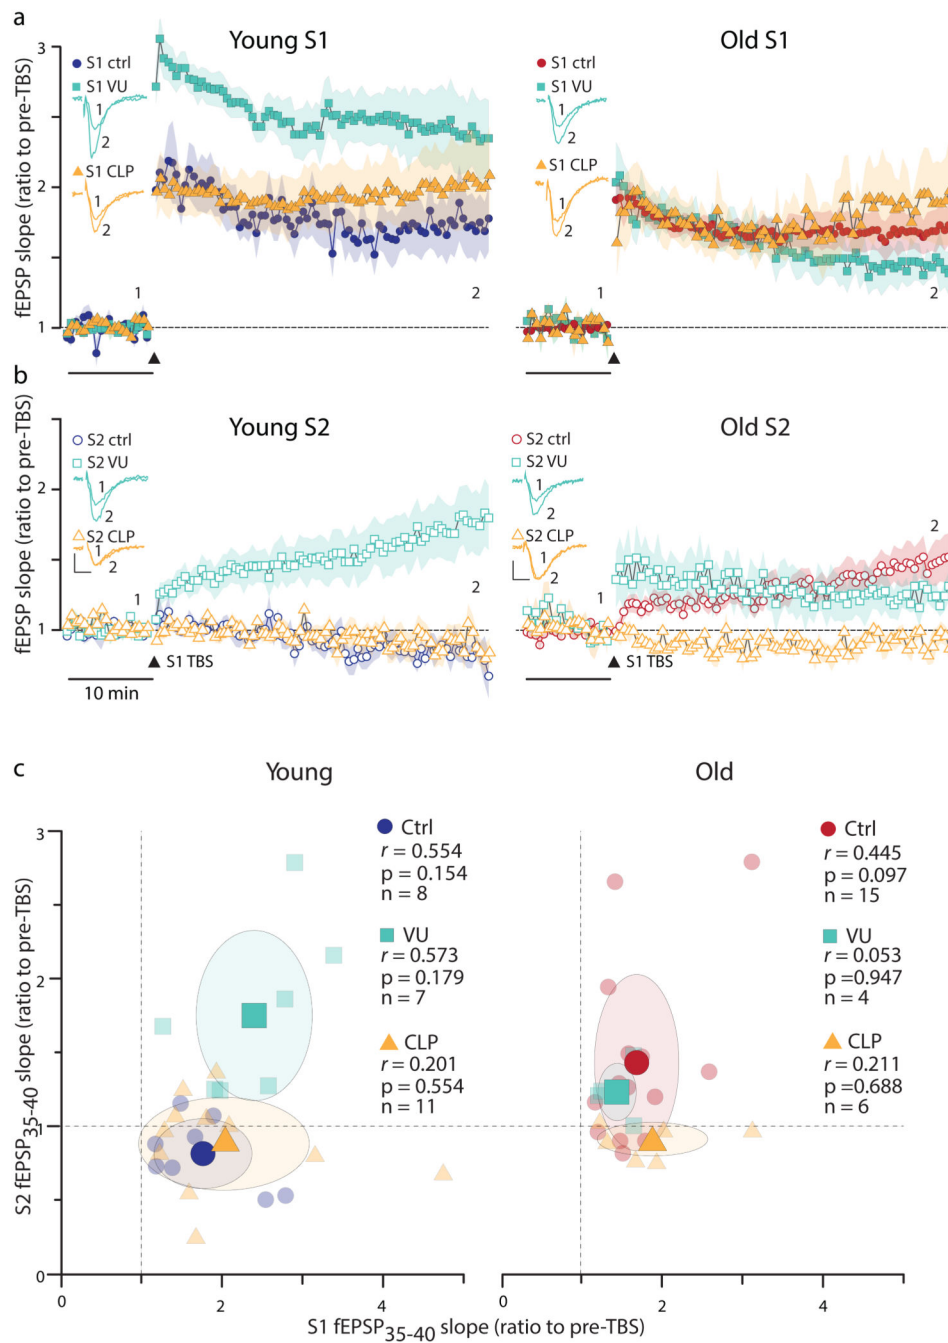 a
Young S1
Old S1
fEPSP slope (ratio to pre-TBS)
3
2
1
S1 ctrl
S1 VU
1
2
S1 CLP
1
2
1
2
S1 ctrl
S1 VU
1
2
S1 CLP
1
2
1
2
b
Young S2
Old S2
fEPSP slope (ratio to pre-TBS)
2
1
S2 ctrl
S2 VU
1
2
S2 CLP
1
2
1
2
S1 TBS
10 min
S2 ctrl
S2 VU
1
2
S2 CLP
1
2
1
2
S1 TBS
c
Young
Old
S2 fEPSP35-40 slope (ratio to pre-TBS)
3
2
1
0
Ctrl
r = 0.554
p = 0.154
n = 8
VU
r = 0.573
p = 0.179
n = 7
CLP
r = 0.201
p = 0.554
n = 11
Ctrl
r = 0.445
p = 0.097
n = 15
VU
r = 0.053
p =0.947
n = 4
CLP
r = 0.211
p =0.688
n = 6
0
2
4
0
2
4
S1 fEPSP35-40 slope (ratio to pre-TBS)